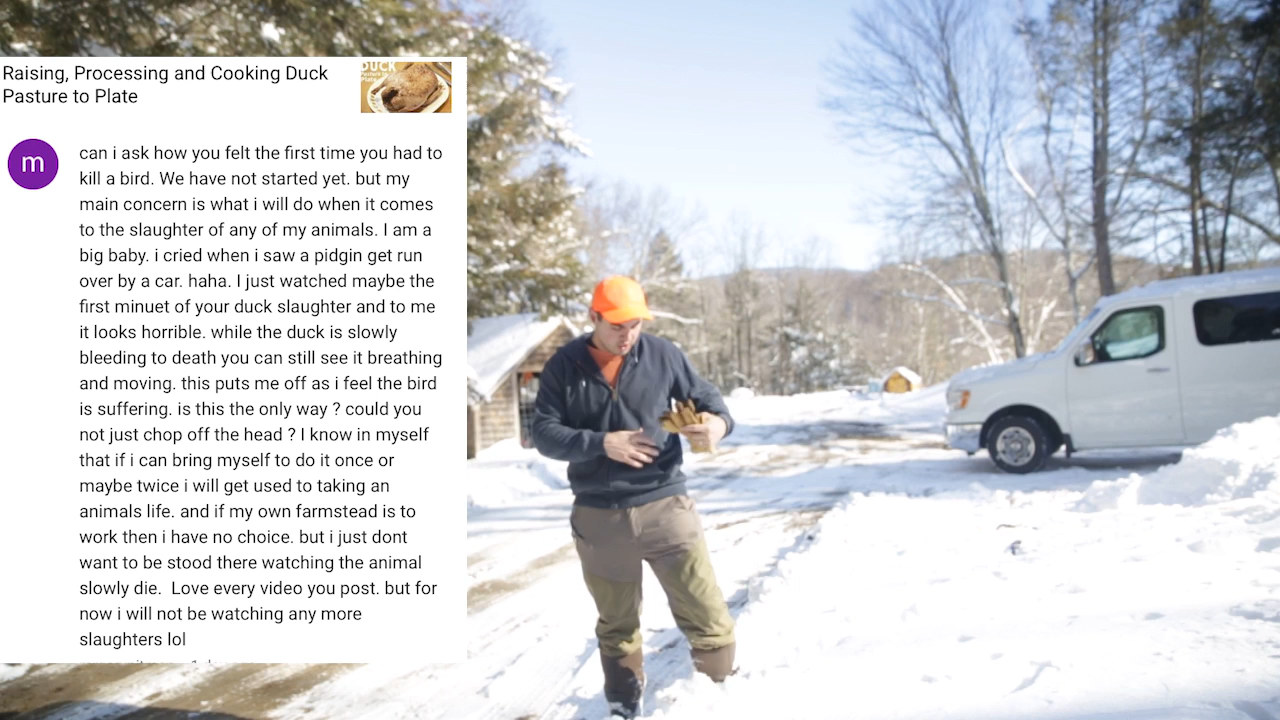 Raising, Processing and Cooking Duck
Pasture to Plate
DUCK
Pasture to
Plate
m
can i ask how you felt the first time you had to
kill a bird. We have not started yet. but my
main concern is what i will do when it comes
to the slaughter of any of my animals. I am a
big baby. i cried when i saw a pidgin get run
over by a car. haha. I just watched maybe the
first minuet of your duck slaughter and to me
it looks horrible. while the duck is slowly
bleeding to death you can still see it breathing
and moving. this puts me off as i feel the bird
is suffering. is this the only way ? could you
not just chop off the head ? I know in myself
that if i can bring myself to do it once or
maybe twice i will get used to taking an
animals life. and if my own farmstead is to
work then i have no choice. but i just dont
want to be stood there watching the animal
slowly die.  Love every video you post. but for
now i will not be watching any more
slaughters lol